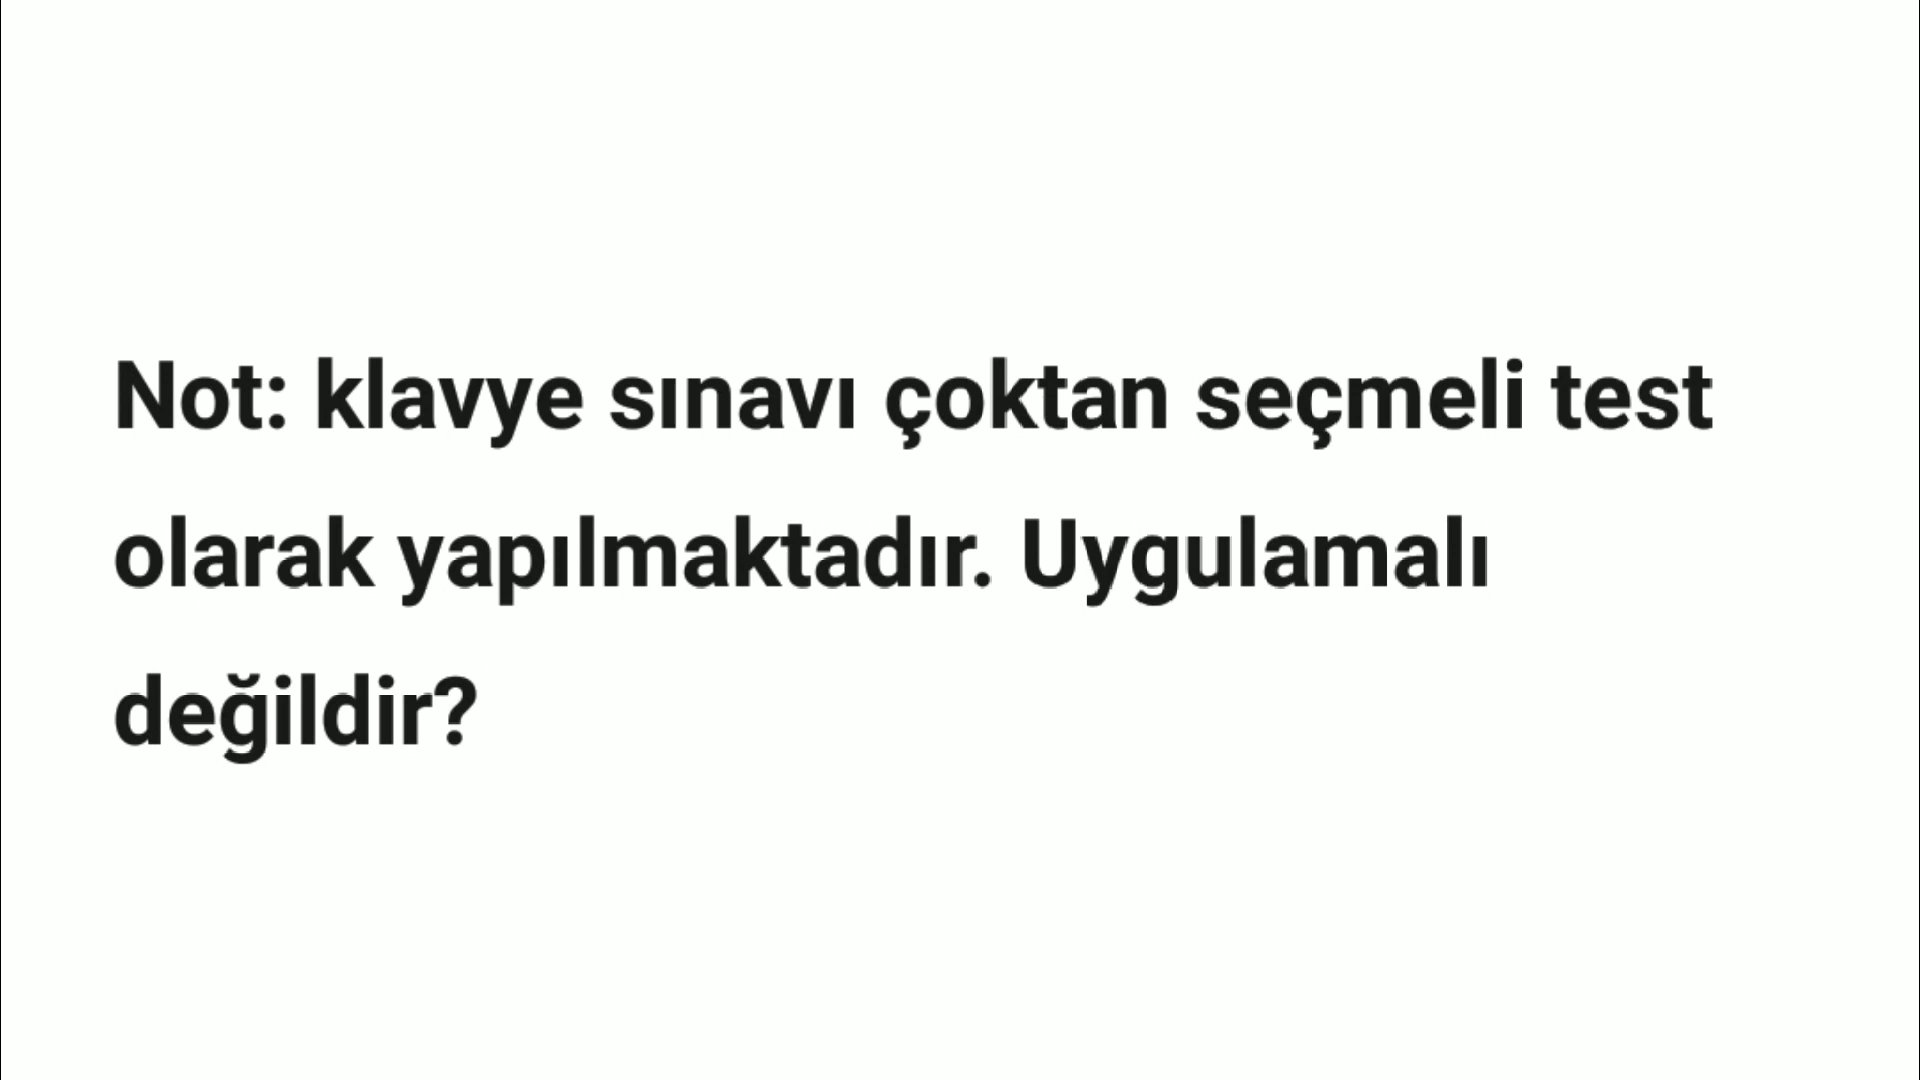 Not: klavye sınavı çoktan seçmeli test
olarak yapılmaktadır. Uygulamalı
değildir?